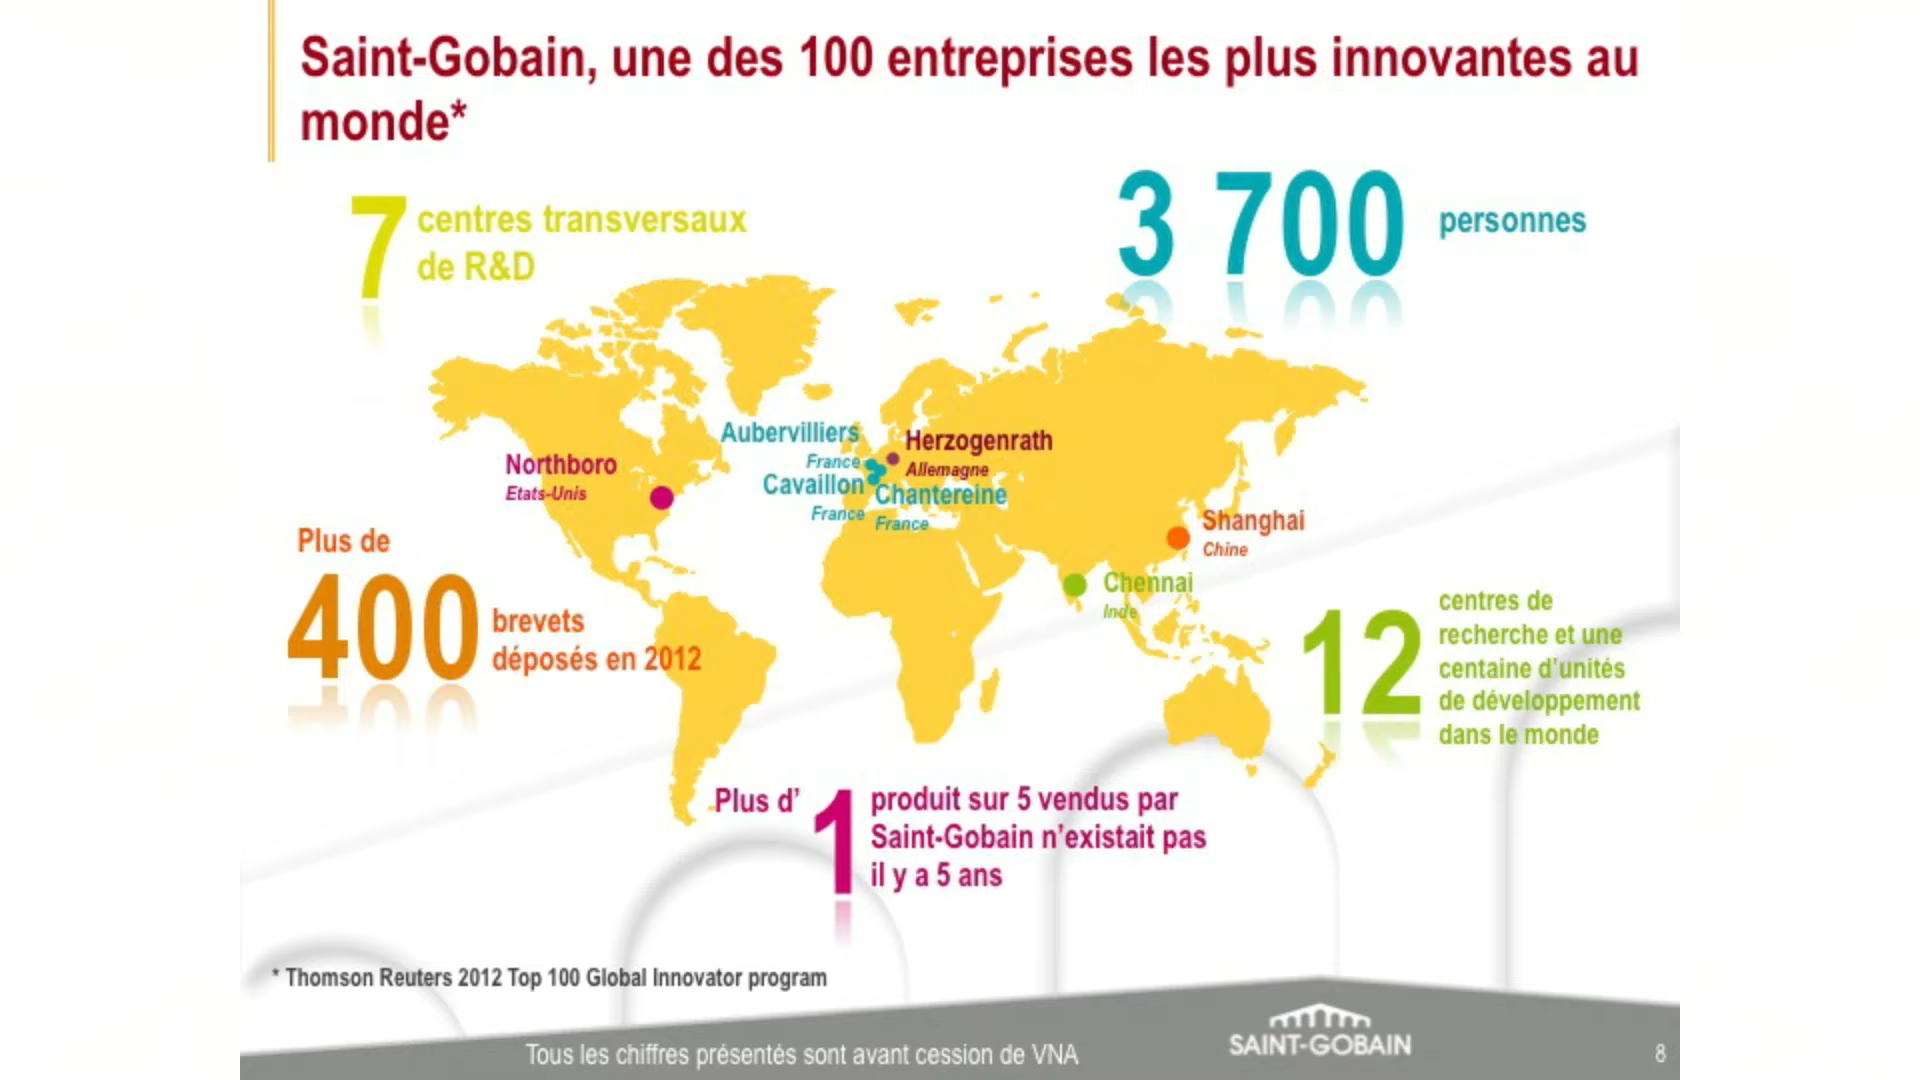 Saint-Gobain, une des 100 entreprises les plus innovantes au
monde*
7 centres transversaux
de R&D
3 700 personnes
Aubervilliers
France
Herzogenrath
Allemagne
Northboro
Etats-Unis
Cavaillon
France
Chantereine
France
Shanghai
Chine
Chennai
Inde
Plus de
400 brevets
déposés en 2012
12 centres de
recherche et une
centaine d'unités
de développement
dans le monde
Plus d'
1 produit sur 5 vendus par
Saint-Gobain n'existait pas
il y a 5 ans
* Thomson Reuters 2012 Top 100 Global Innovator program
Tous les chiffres présentés sont avant cession de VNA
SAINT-GOBAIN
8